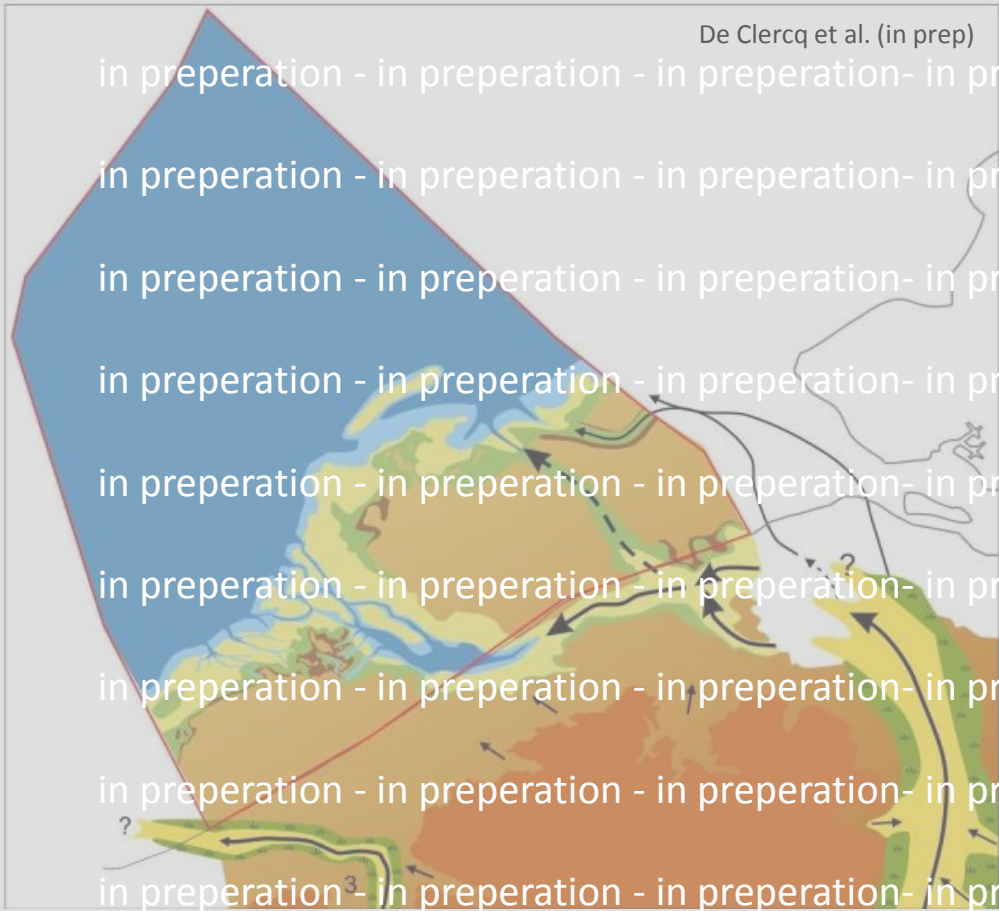 De Clercq et al. (in prep)
in preperation - in preperation - in preperation- in pr
in preperation - in preperation - in preperation- in pr
in preperation - in preperation - in preperation- in pr
in preperation - in preperation - in preperation- in pr
in preperation - in preperation - in preperation- in pr
?
in preperation - in preperation - in preperation- in pr
in preperation - in preperation - in preperation- in pr
in preperation - in preperation - in preperation- in pr
?
3
in preperation - in preperation - in preperation- in pr